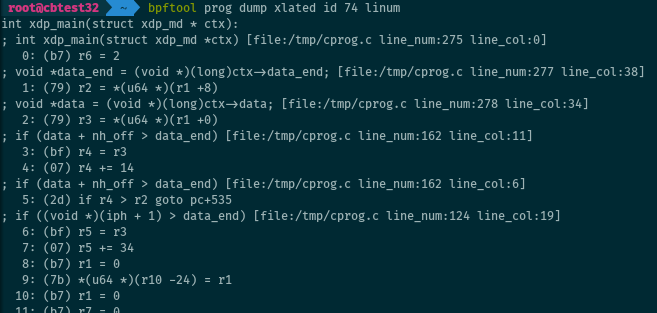 root@cbtest32 ~ bpftool prog dump xlated id 74 linum
int xdp_main(struct xdp_md * ctx):
; int xdp_main(struct xdp_md *ctx) [file:/tmp/cprog.c line_num:275 line_col:0]
0: (b7) r6 = 2
; void *data_end = (void *)(long)ctx→data_end; [file:/tmp/cprog.c line_num:277 line_col:38]
1: (79) r2 = *(u64 *)(r1 +8)
; void *data = (void *)(long)ctx→data; [file:/tmp/cprog.c line_num:278 line_col:34]
2: (79) r3 = *(u64 *)(r1 +0)
; if (data + nh_off > data_end) [file:/tmp/cprog.c line_num:162 line_col:11]
3: (bf) r4 = r3
4: (07) r4 += 14
; if (data + nh_off > data_end) [file:/tmp/cprog.c line_num:162 line_col:6]
5: (2d) if r4 > r2 goto pc+535
; if ((void *)(iph + 1) > data_end) [file:/tmp/cprog.c line_num:124 line_col:19]
6: (bf) r5 = r3
7: (07) r5 += 34
8: (b7) r1 = 0
9: (7b) *(u64 *)(r10 -24) = r1
10: (b7) r1 = 0
11: (b7) r7 = 0